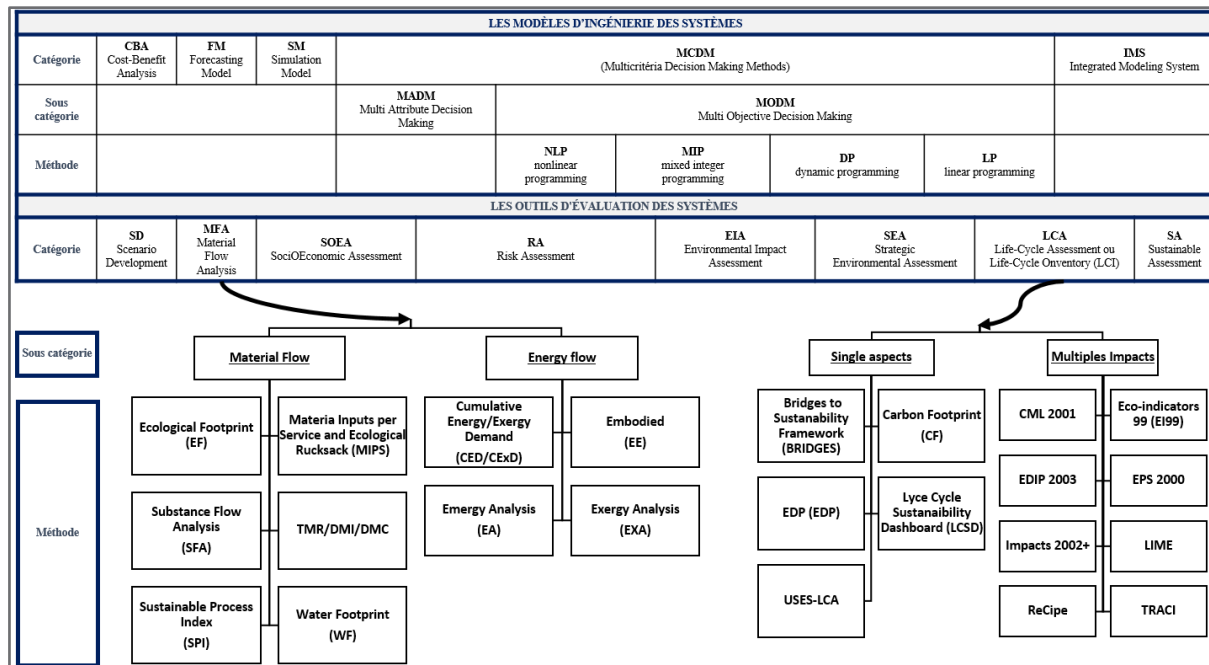 LES MODÈLES D'INGÉNIERIE DES SYSTÈMES
Catégorie
CBA
Cost-Benefit
Analysis
FM
Forecasting
Model
SM
Simulation
Model
MCDM
(Multicritéria Decision Making Methods)
IMS
Integrated Modeling System
Sous
catégorie
MADM
Multi Attribute Decision
Making
MODM
Multi Objective Decision Making
Méthode
NLP
nonlinear
programming
MIP
mixed integer
programming
DP
dynamic programming
LP
linear programming
LES OUTILS D'ÉVALUATION DES SYSTÈMES
Catégorie
SD
Scenario
Development
MFA
Material
Flow
Analysis
SOEA
SociOEconomic Assessment
RA
Risk Assessment
EIA
Environmental Impact
Assessment
SEA
Strategic
Environmental Assessment
LCA
Life-Cycle Assessment ou
Life-Cycle Onventory (LCI)
SA
Sustainable
Assessment
Sous catégorie
Material Flow
Energy flow
Single aspects
Multiples Impacts
Méthode
Ecological Footprint
(EF)
Materia Inputs per
Service and Ecological
Rucksack (MIPS)
Substance Flow
Analysis
(SFA)
TMR/DMI/DMC
Sustainable Process
Index
(SPI)
Water Footprint
(WF)
Cumulative
Energy/Exergy
Demand
(CED/CExD)
Embodied
(EE)
Emergy Analysis
(EA)
Exergy Analysis
(EXA)
Bridges to
Sustanability
Framework
(BRIDGES)
Carbon Footprint
(CF)
EDP (EDP)
Lyce Cycle
Sustanaibility
Dashboard (LCSD)
USES-LCA
CML 2001
Eco-indicators
99 (EI99)
EDIP 2003
EPS 2000
Impacts 2002+
LIME
ReCipe
TRACI